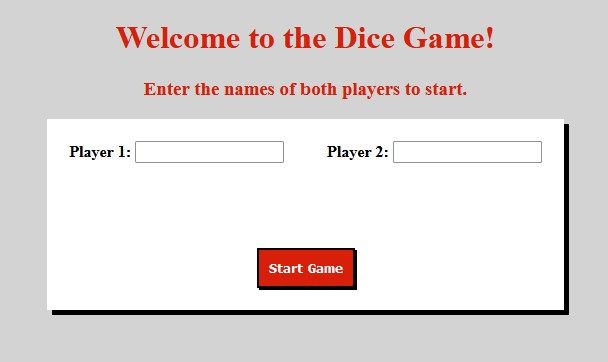 Welcome to the Dice Game!
Enter the names of both players to start.
Player 1: Player 2:
Start Game